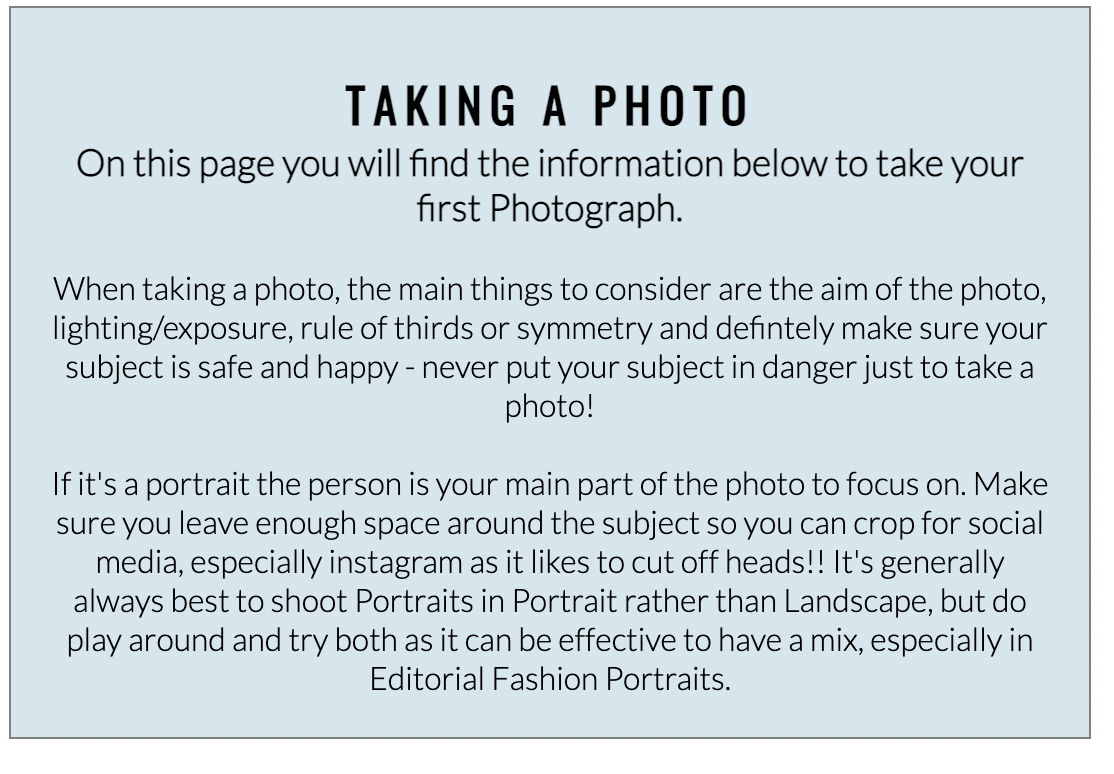 TAKING A PHOTO
On this page you will find the information below to take your
first Photograph.
When taking a photo, the main things to consider are the aim of the photo,
lighting/exposure, rule of thirds or symmetry and defintely make sure your
subject is safe and happy - never put your subject in danger just to take a
photo!
If it's a portrait the person is your main part of the photo to focus on. Make
sure you leave enough space around the subject so you can crop for social
media, especially instagram as it likes to cut off heads!! It's generally
always best to shoot Portraits in Portrait rather than Landscape, but do
play around and try both as it can be effective to have a mix, especially in
Editorial Fashion Portraits.